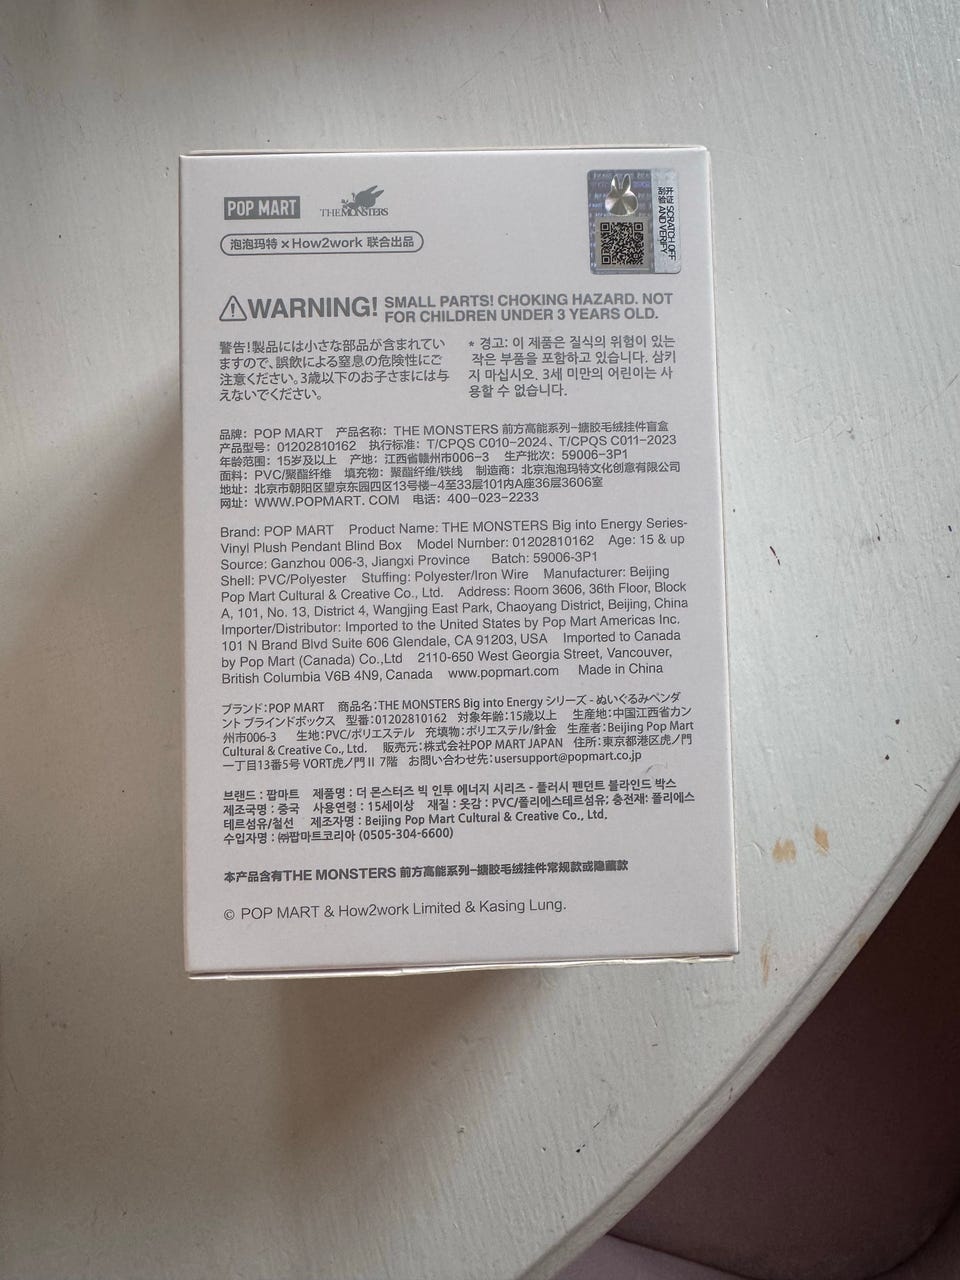 POP MART
THE MONSTERS
泡泡玛特 × How2work 联合出品
刮涂层 SCRATCH OFF
AND VERIFY
WARNING! SMALL PARTS! CHOKING HAZARD. NOT
FOR CHILDREN UNDER 3 YEARS OLD.
警告!製品には小さな部品が含まれてい
ますので、誤飲による窒息の危険性にご
注意ください。3歳以下のお子さまには与
えないでください。
* 경고: 이 제품은 질식의 위험이 있는
작은 부품을 포함하고 있습니다. 삼키
지 마십시오. 3세 미만의 어린이는 사
용할 수 없습니다.
品牌: POP MART 产品名称: THE MONSTERS 前方高能系列-搪胶毛绒挂件盲盒
产品型号: 01202810162 执行标准: T/CPQS C010-2024、T/CPQS C011-2023
年龄范围: 15岁及以上 产地: 江西省赣州市006-3 生产批次: 59006-3P1
面料: PVC/聚酯纤维 填充物: 聚酯纤维/铁线 制造商: 北京泡泡玛特文化创意有限公司
地址: 北京市朝阳区望京东园四区13号楼-4至33层101内A座36层3606室
网址: WWW.POPMART.COM 电话: 400-023-2233
Brand: POP MART Product Name: THE MONSTERS Big into Energy Series-
Vinyl Plush Pendant Blind Box Model Number: 01202810162 Age: 15 & up
Source: Ganzhou 006-3, Jiangxi Province Batch: 59006-3P1
Shell: PVC/Polyester Stuffing: Polyester/Iron Wire Manufacturer: Beijing
Pop Mart Cultural & Creative Co., Ltd. Address: Room 3606, 36th Floor, Block
A, 101, No. 13, District 4, Wangjing East Park, Chaoyang District, Beijing, China
Importer/Distributor: Imported to the United States by Pop Mart Americas Inc.
101 N Brand Blvd Suite 606 Glendale, CA 91203, USA Imported to Canada
by Pop Mart (Canada) Co.,Ltd 2110-650 West Georgia Street, Vancouver,
British Columbia V6B 4N9, Canada www.popmart.com Made in China
ブランド:POP MART 商品名:THE MONSTERS Big into Energy シリーズ - ぬいぐるみペンダ
ント ブラインドボックス 型番:01202810162 対象年齢:15歳以上 生産地:中国江西省カン
州市006-3 生地:PVC/ポリエステル 充填物:ポリエステル/針金 生産者:Beijing Pop Mart
Cultural & Creative Co., Ltd. 販売元:株式会社POP MART JAPAN 住所:東京都港区虎ノ門
一丁目13番5号 VORT虎ノ門II 7階 お問い合わせ先:usersupport@popmart.co.jp
브랜드 : 팝마트 제품명 : 더 몬스터즈 빅 인투 에너지 시리즈 - 플러시 펜던트 블라인드 박스
제조국명 : 중국 사용연령 : 15세이상 재질 : 옷감 : PVC/폴리에스테르섬유; 충전재: 폴리에스
테르섬유/철선 제조자명 : Beijing Pop Mart Cultural & Creative Co., Ltd.
수입자명 : ㈜팝마트코리아 (0505-304-6600)
本产品含有THE MONSTERS 前方高能系列-搪胶毛绒挂件常规款或隐藏款
© POP MART & How2work Limited & Kasing Lung.